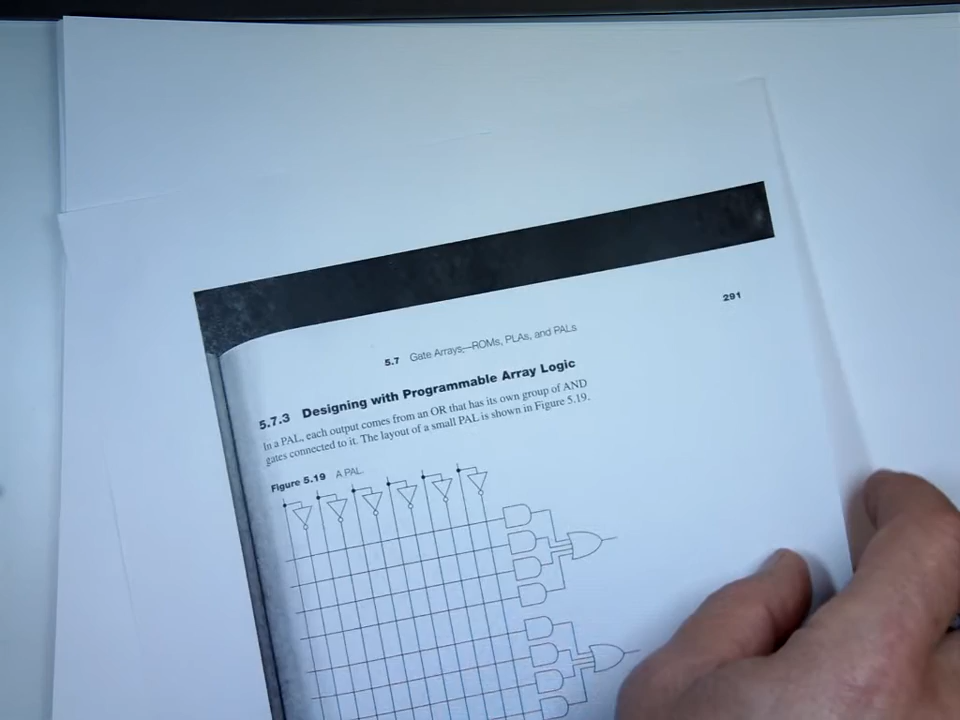 291
5.7 Gate Arrays—ROMs, PLAs, and PALs
5.7.3 Designing with Programmable Array Logic
In a PAL, each output comes from an OR that has its own group of AND
gates connected to it. The layout of a small PAL is shown in Figure 5.19.
Figure 5.19 A PAL.